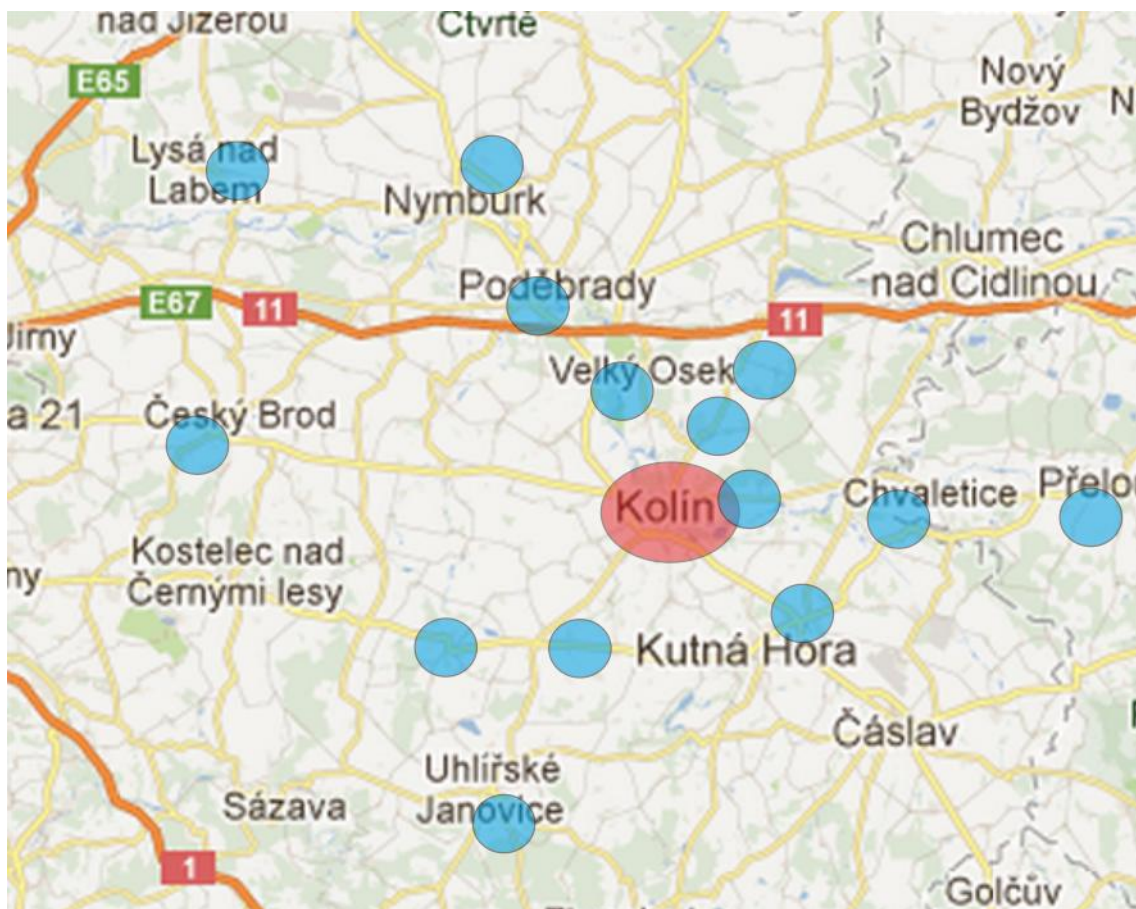 nad Jizerou
Čtvrtě
E65
Nový
Bydžov
Lysá nad
Labem
Nymburk
Chlumec
nad Cidlinou
Poděbrady
E67
11
11
Jirny
Velký Osek
a 21
Český Brod
Kolín
Chvaletice
Přelo
Kostelec nad
Černými lesy
ny
Kutná Hora
Čáslav
Uhlířské
Janovice
Sázava
1
Golčův